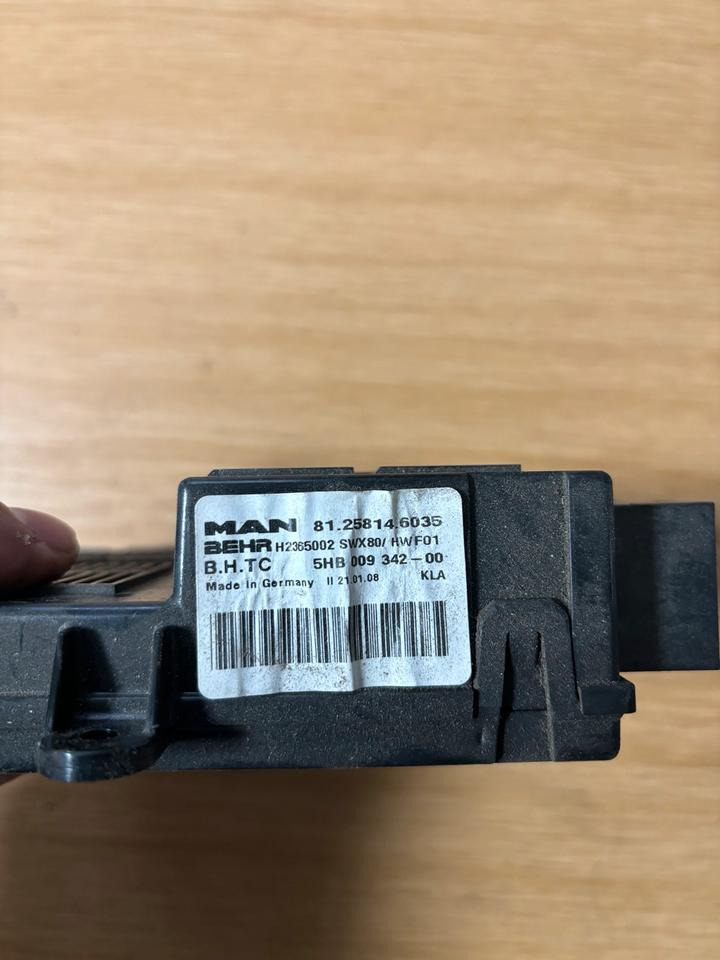 MAN 81.25814.6035
BEHR H2365002 SWX80/ HWF01
B.H.TC 5HB 009 342-00
Made in Germany II 21.01.08 KLA